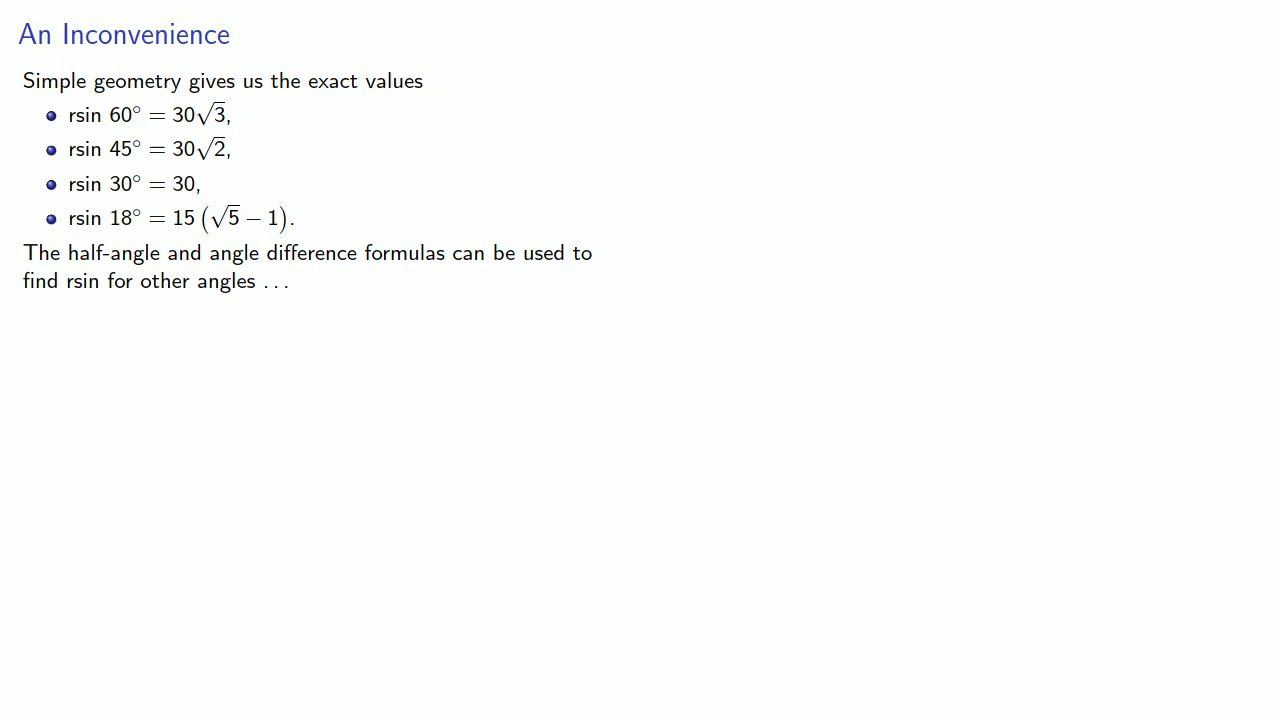 An Inconvenience
Simple geometry gives us the exact values
rsin 60° = 30√3,
rsin 45° = 30√2,
rsin 30° = 30,
rsin 18° = 15 (√5 − 1).
The half-angle and angle difference formulas can be used to
find rsin for other angles ...